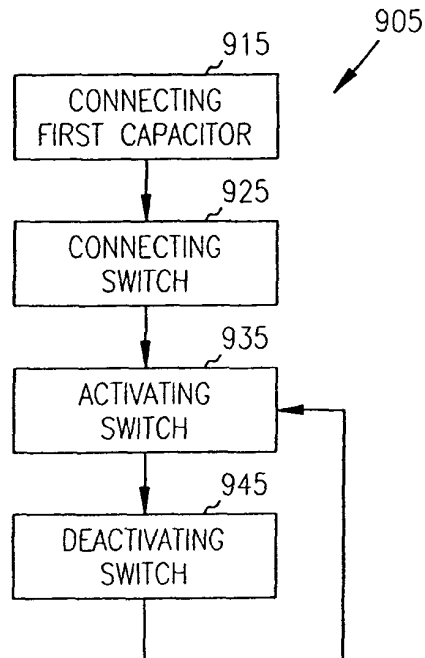 905
915
CONNECTING
FIRST CAPACITOR
925
CONNECTING
SWITCH
935
ACTIVATING
SWITCH
945
DEACTIVATING
SWITCH